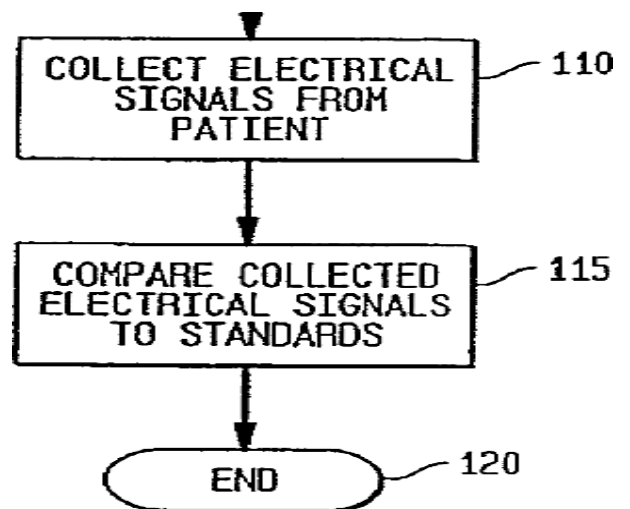 COLLECT ELECTRICAL
SIGNALS FROM
PATIENT
110
COMPARE COLLECTED
ELECTRICAL SIGNALS
TO STANDARDS
115
END
120